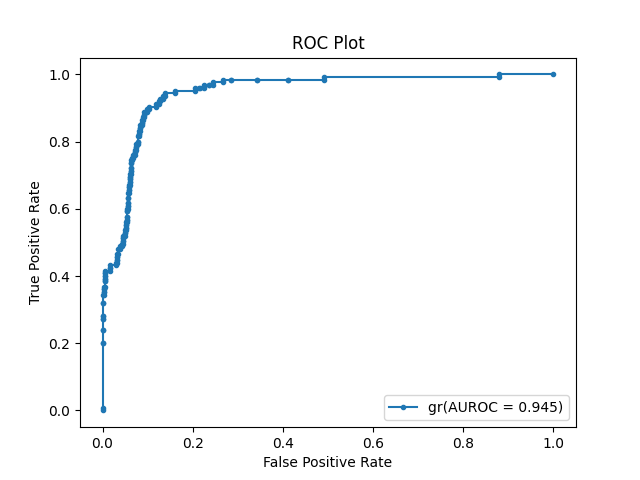 ROC Plot
True Positive Rate
1.0
0.8
0.6
0.4
0.2
0.0
gr(AUROC = 0.945)
0.0 0.2 0.4 0.6 0.8 1.0
False Positive Rate